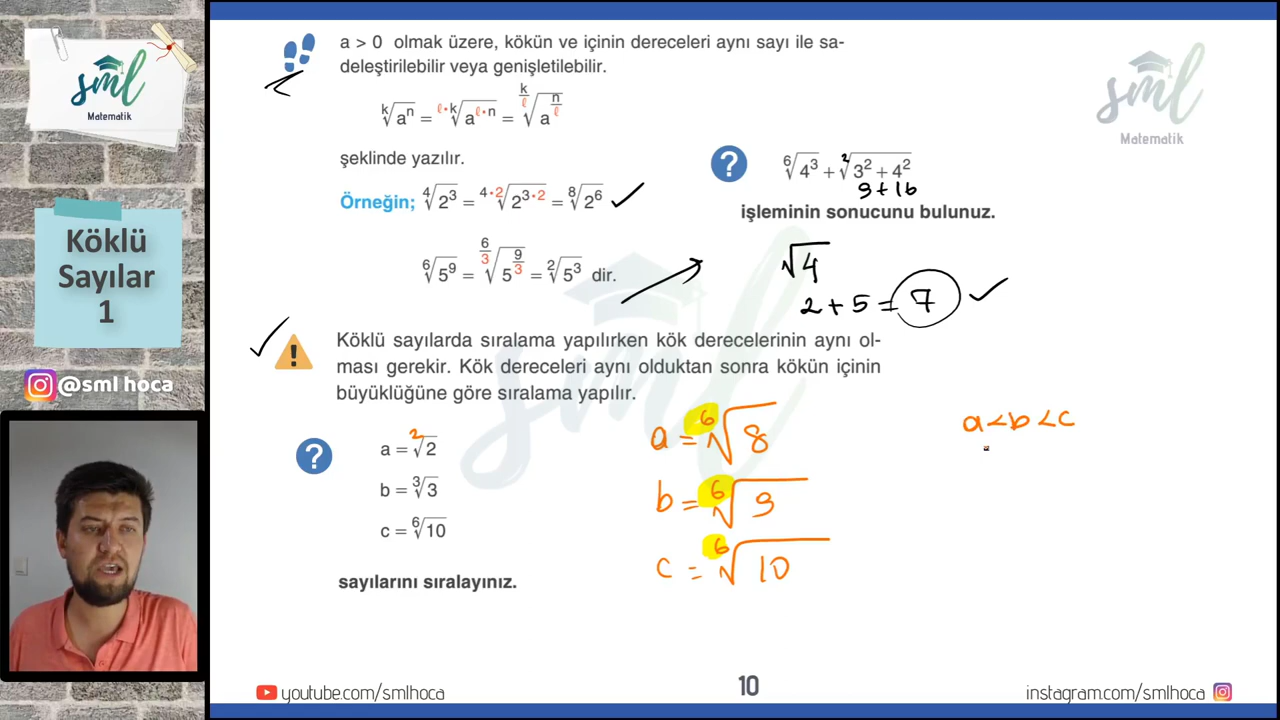 sml
Matematik
Köklü
Sayılar
1
@sml hoca
a > 0 olmak üzere, kökün ve içinin dereceleri aynı sayı ile sa-
deleştirilebilir veya genişletilebilir.
ᵏ√aⁿ = ˡ·ᵏ√aˡ·ⁿ = ᵏ/ˡ√aⁿ/ˡ
şeklinde yazılır.
Örneğin; ⁴√2³ = ⁴·²√2³·² = ⁸√2⁶
⁶√5⁹ = ⁶/³√5⁹/³ = ²√5³ dir.
sml
Matematik
? ⁶√4³ + ²√3² + 4²
9+16
işleminin sonucunu bulunuz.
√4
2+5=7
! Köklü sayılarda sıralama yapılırken kök derecelerinin aynı ol-
ması gerekir. Kök dereceleri aynı olduktan sonra kökün içinin
büyüklüğüne göre sıralama yapılır.
? a = ²√2
b = ³√3
c = ⁶√10
sayılarını sıralayınız.
a = ⁶√8
b = ⁶√9
c = ⁶√10
a<b<c
youtube.com/smlhoca
10
instagram.com/smlhoca